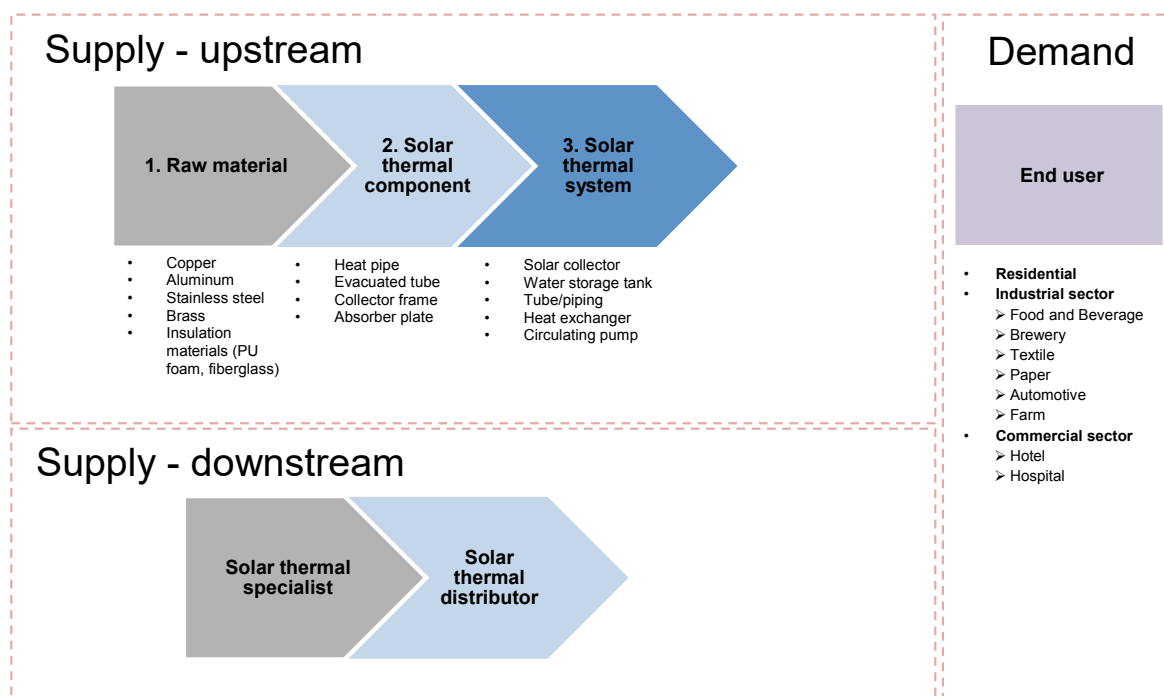 Supply - upstream
1. Raw material
2. Solar
thermal
component
3. Solar
thermal
system
• Copper
• Aluminum
• Stainless steel
• Brass
• Insulation
materials (PU
foam, fiberglass)
• Heat pipe
• Evacuated tube
• Collector frame
• Absorber plate
• Solar collector
• Water storage tank
• Tube/piping
• Heat exchanger
• Circulating pump
Supply - downstream
Solar thermal
specialist
Solar
thermal
distributor
Demand
End user
• Residential
• Industrial sector
➢ Food and Beverage
➢ Brewery
➢ Textile
➢ Paper
➢ Automotive
➢ Farm
• Commercial sector
➢ Hotel
➢ Hospital